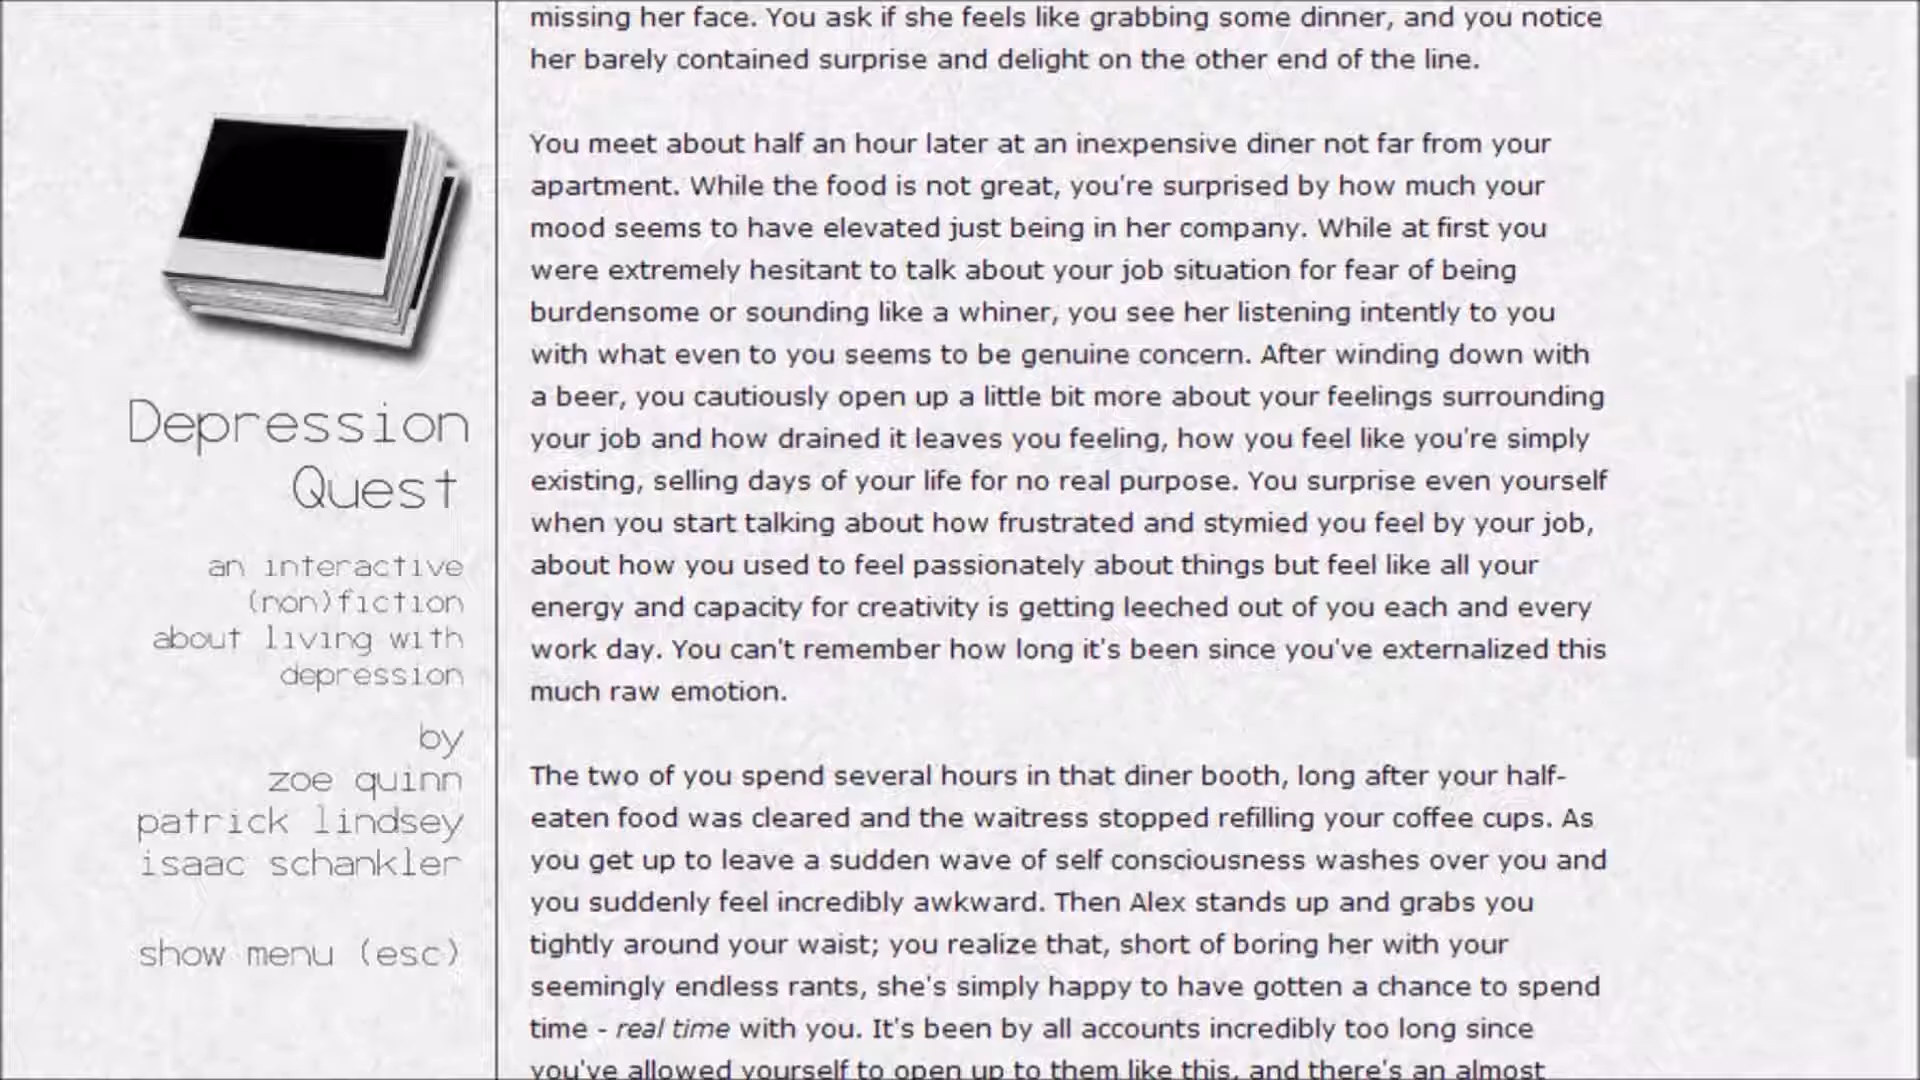 Depression
Quest
an interactive
(non)fiction
about living with
depression
by
zoe quinn
patrick lindsey
isaac schankler
show menu (esc)
missing her face. You ask if she feels like grabbing some dinner, and you notice
her barely contained surprise and delight on the other end of the line.
You meet about half an hour later at an inexpensive diner not far from your
apartment. While the food is not great, you're surprised by how much your
mood seems to have elevated just being in her company. While at first you
were extremely hesitant to talk about your job situation for fear of being
burdensome or sounding like a whiner, you see her listening intently to you
with what even to you seems to be genuine concern. After winding down with
a beer, you cautiously open up a little bit more about your feelings surrounding
your job and how drained it leaves you feeling, how you feel like you're simply
existing, selling days of your life for no real purpose. You surprise even yourself
when you start talking about how frustrated and stymied you feel by your job,
about how you used to feel passionately about things but feel like all your
energy and capacity for creativity is getting leeched out of you each and every
work day. You can't remember how long it's been since you've externalized this
much raw emotion.
The two of you spend several hours in that diner booth, long after your half-
eaten food was cleared and the waitress stopped refilling your coffee cups. As
you get up to leave a sudden wave of self consciousness washes over you and
you suddenly feel incredibly awkward. Then Alex stands up and grabs you
tightly around your waist; you realize that, short of boring her with your
seemingly endless rants, she's simply happy to have gotten a chance to spend
time - real time with you. It's been by all accounts incredibly too long since
you've allowed yourself to open up to them like this, and there's an almost